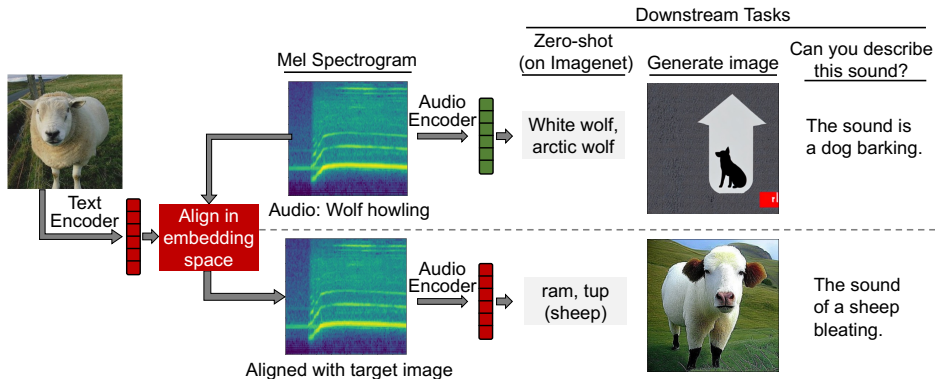 Downstream Tasks
Mel Spectrogram
Zero-shot
(on Imagenet)
Generate image
Can you describe
this sound?
Audio
Encoder
White wolf,
arctic wolf
The sound is
a dog barking.
Audio: Wolf howling
Text
Encoder
Align in
embedding
space
Audio
Encoder
ram, tup
(sheep)
The sound
of a sheep
bleating.
Aligned with target image